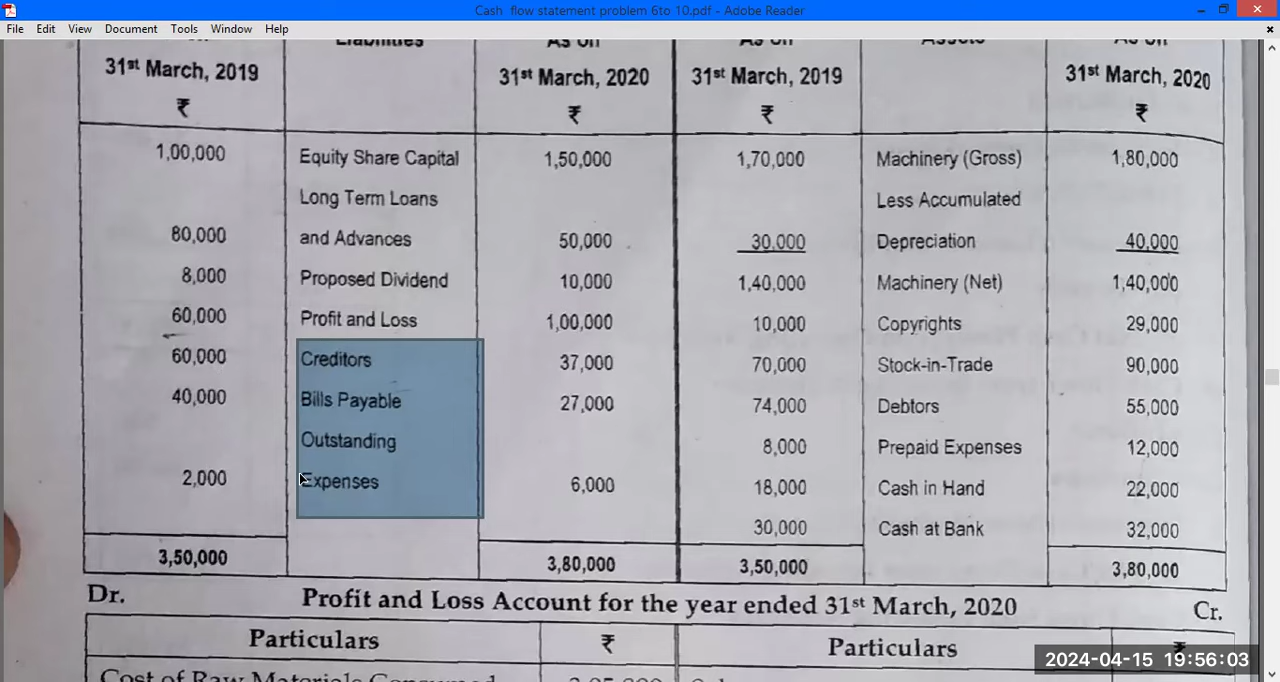 Cash flow statement problem 6to 10.pdf - Adobe Reader
File Edit View Document Tools Window Help
Liabilities As on As on Assets As on
31st March, 2019 31st March, 2020 31st March, 2019 31st March, 2020
₹ ₹ ₹ ₹
1,00,000 Equity Share Capital 1,50,000 1,70,000 Machinery (Gross) 1,80,000
Long Term Loans Less Accumulated
80,000 and Advances 50,000 30,000 Depreciation 40,000
8,000 Proposed Dividend 10,000 1,40,000 Machinery (Net) 1,40,000
60,000 Profit and Loss 1,00,000 10,000 Copyrights 29,000
60,000 Creditors 37,000 70,000 Stock-in-Trade 90,000
40,000 Bills Payable 27,000 74,000 Debtors 55,000
Outstanding 8,000 Prepaid Expenses 12,000
2,000 Expenses 6,000 18,000 Cash in Hand 22,000
30,000 Cash at Bank 32,000
3,50,000 3,80,000 3,50,000 3,80,000
Dr. Profit and Loss Account for the year ended 31st March, 2020 Cr.
Particulars ₹ Particulars ₹
Cost of Raw Materials Consumed
2024-04-15 19:56:03